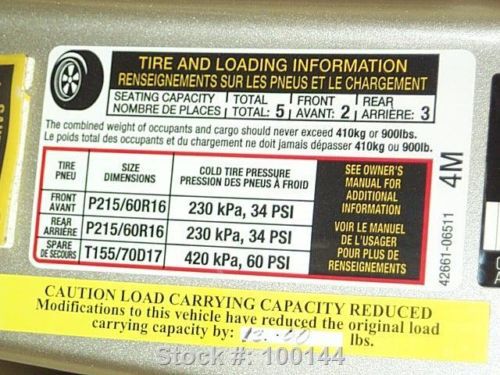 TIRE AND LOADING INFORMATION
RENSEIGNEMENTS SUR LES PNEUS ET LE CHARGEMENT
SEATING CAPACITY TOTAL 5 FRONT 2 REAR 3
NOMBRE DE PLACES TOTAL: AVANT: ARRIÈRE:
The combined weight of occupants and cargo should never exceed 410kg or 900lbs.
Le poids total des occupants et du chargement ne doit jamais dépasser 410kg ou 900lb.
TIRE SIZE COLD TIRE PRESSURE
PNEU DIMENSIONS PRESSION DES PNEUS À FROID
FRONT
AVANT P215/60R16 230 kPa, 34 PSI
REAR
ARRIÈRE P215/60R16 230 kPa, 34 PSI
SPARE
DE SECOURS T155/70D17 420 kPa, 60 PSI
SEE OWNER'S
MANUAL FOR
ADDITIONAL
INFORMATION
VOIR LE MANUEL
DE L'USAGER
POUR PLUS DE
RENSEIGNEMENTS
42661-06511 4M
CAUTION LOAD CARRYING CAPACITY REDUCED
Modifications to this vehicle have reduced the original load
carrying capacity by: lbs.
Stock #: 100144